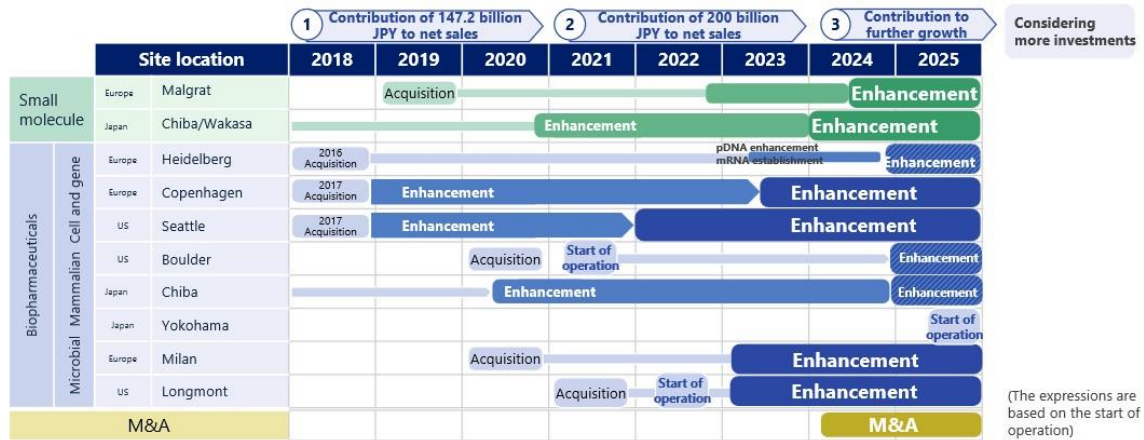 1 Contribution of 147.2 billion
JPY to net sales
2 Contribution of 200 billion
JPY to net sales
3 Contribution to
further growth
Considering
more investments
Site location 2018 2019 2020 2021 2022 2023 2024 2025
Small
molecule
Europe Malgrat Acquisition Enhancement
Japan Chiba/Wakasa Enhancement Enhancement
Biopharmaceuticals
Microbial Mammalian Cell and gene
Europe Heidelberg 2016
Acquisition
pDNA enhancement
mRNA establishment
Enhancement
Europe Copenhagen 2017
Acquisition
Enhancement Enhancement
US Seattle 2017
Acquisition
Enhancement Enhancement
US Boulder Acquisition Start of
operation
Enhancement
Japan Chiba Enhancement Enhancement
Japan Yokohama Start of
operation
Europe Milan Acquisition Enhancement
US Longmont Acquisition Start of
operation
Enhancement
M&A M&A
(The expressions are
based on the start of
operation)